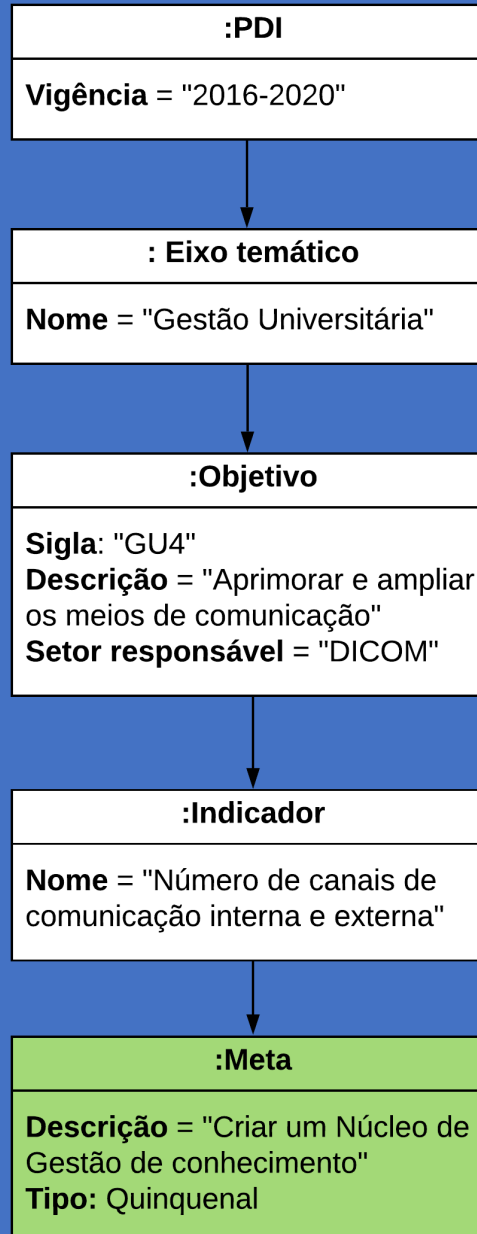 :PDI
Vigência = "2016-2020"
: Eixo temático
Nome = "Gestão Universitária"
:Objetivo
Sigla: "GU4"
Descrição = "Aprimorar e ampliar
os meios de comunicação"
Setor responsável = "DICOM"
:Indicador
Nome = "Número de canais de
comunicação interna e externa"
:Meta
Descrição = "Criar um Núcleo de
Gestão de conhecimento"
Tipo: Quinquenal